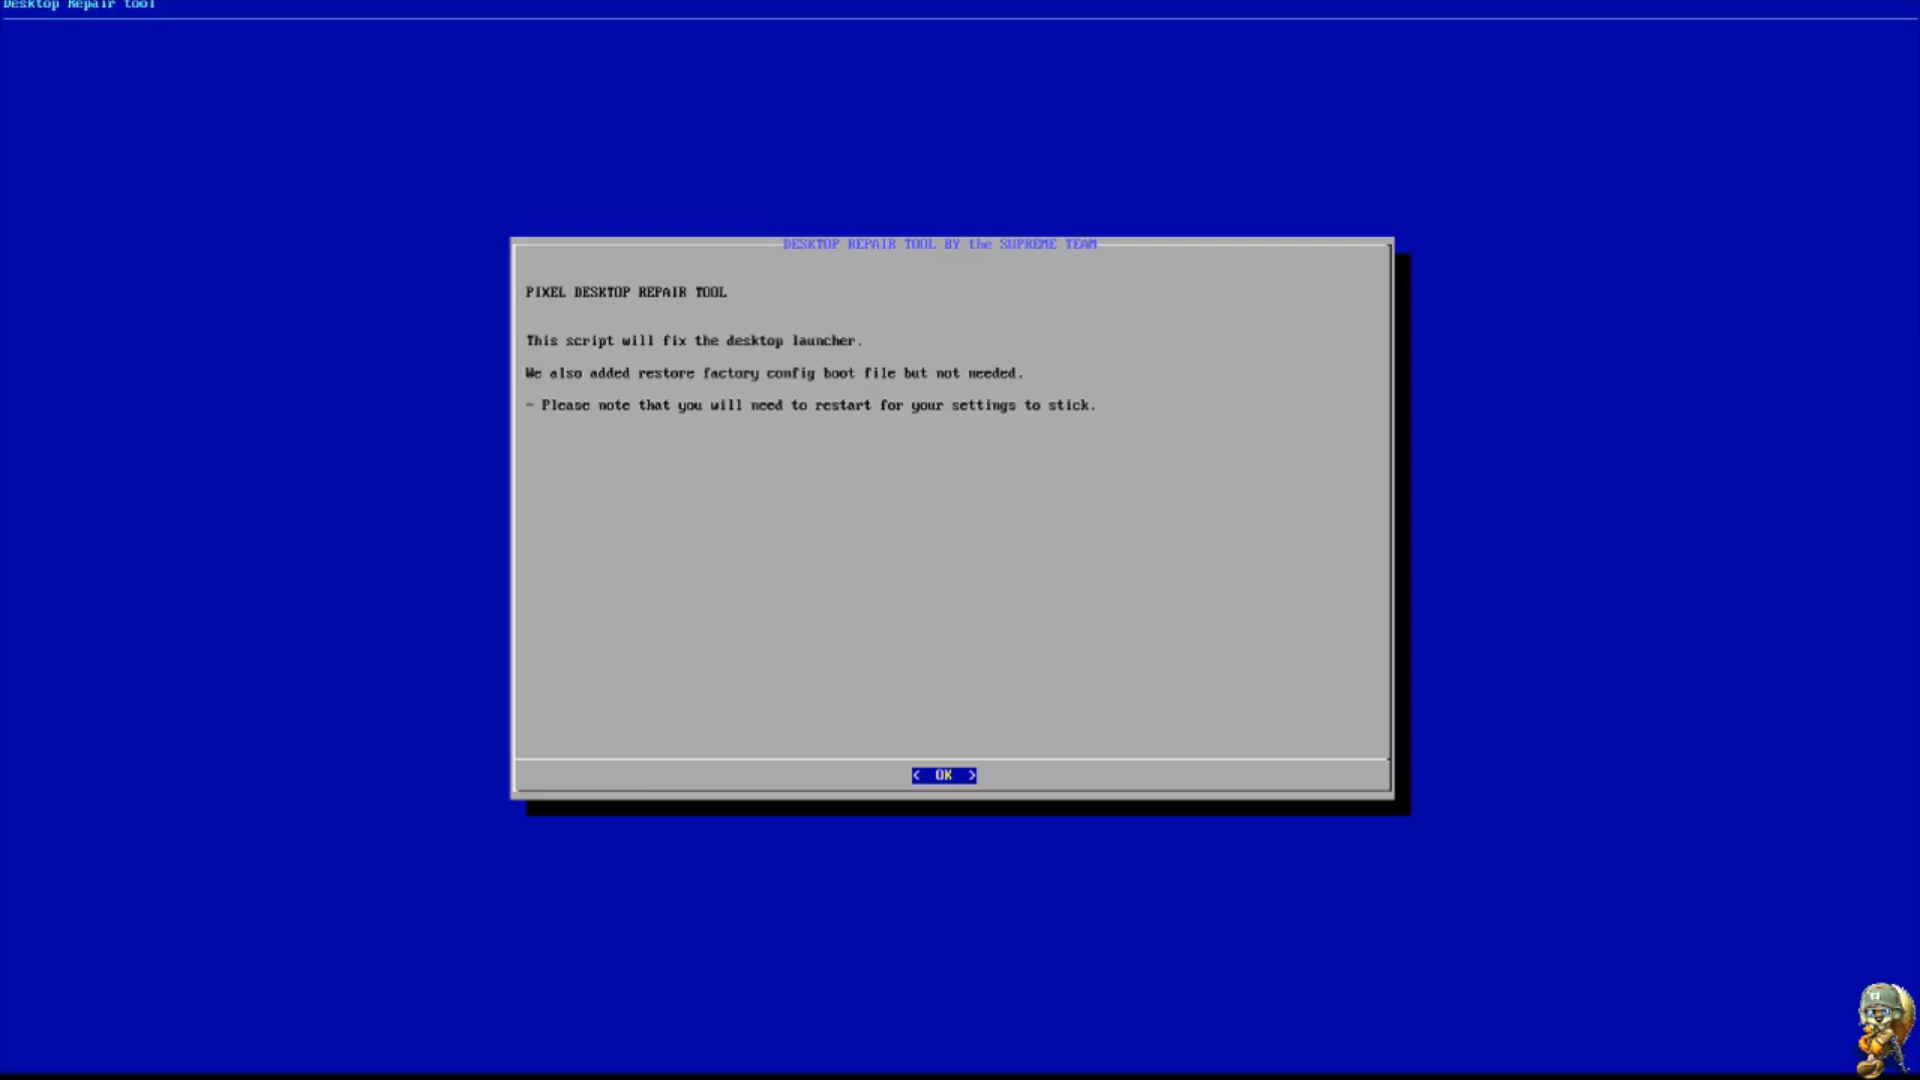 Desktop Repair tool
DESKTOP REPAIR TOOL BY the SUPREME TEAM
PIXEL DESKTOP REPAIR TOOL
This script will fix the desktop launcher.
We also added restore factory config boot file but not needed.
- Please note that you will need to restart for your settings to stick.
< OK >